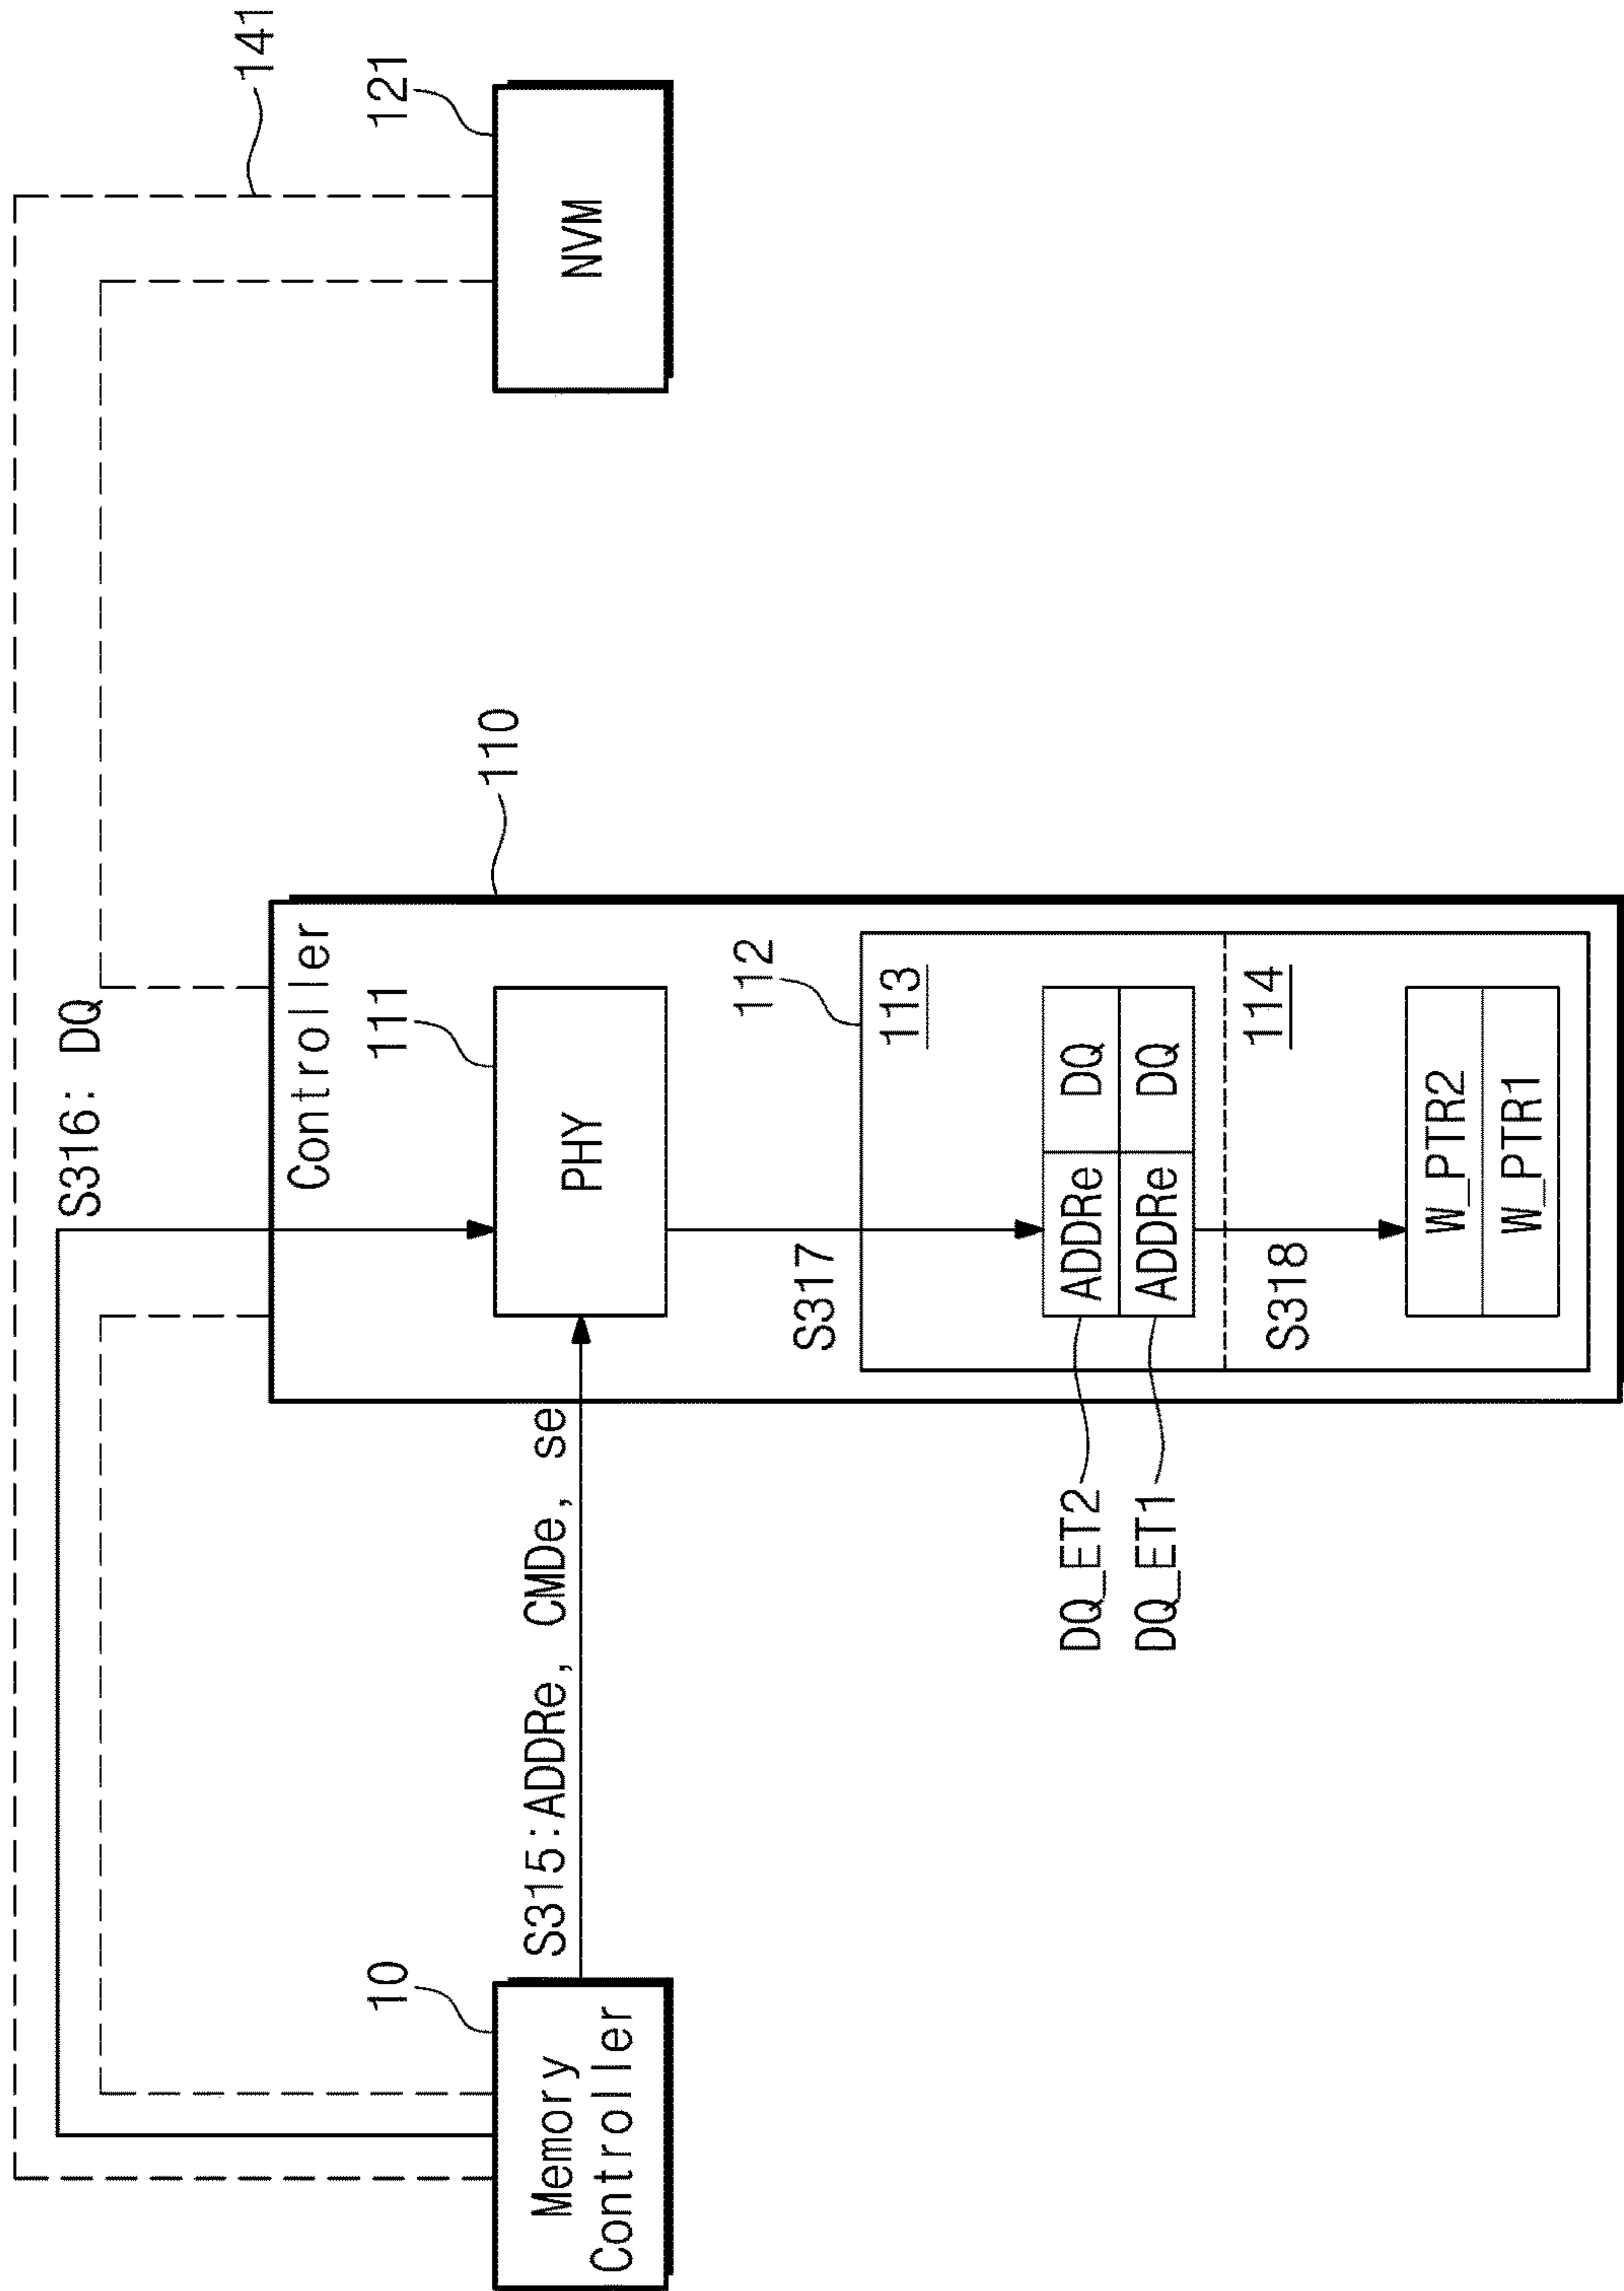 141
S316: DQ
10
Memory
Controller
S315:ADDRe, CMDe, se
Controller
110
121
NVM
111
PHY
S317
112
113
DQ_ET2
ADDRe
DQ
DQ_ET1
ADDRe
DQ
S318
114
W_PTR2
W_PTR1